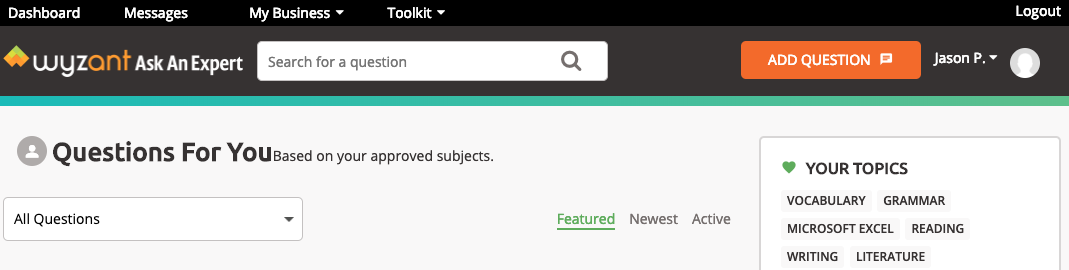 Dashboard Messages My Business Toolkit Logout
wyzant Ask An Expert Search for a question ADD QUESTION Jason P.
Questions For You Based on your approved subjects.
All Questions Featured Newest Active
YOUR TOPICS
VOCABULARY GRAMMAR
MICROSOFT EXCEL READING
WRITING LITERATURE